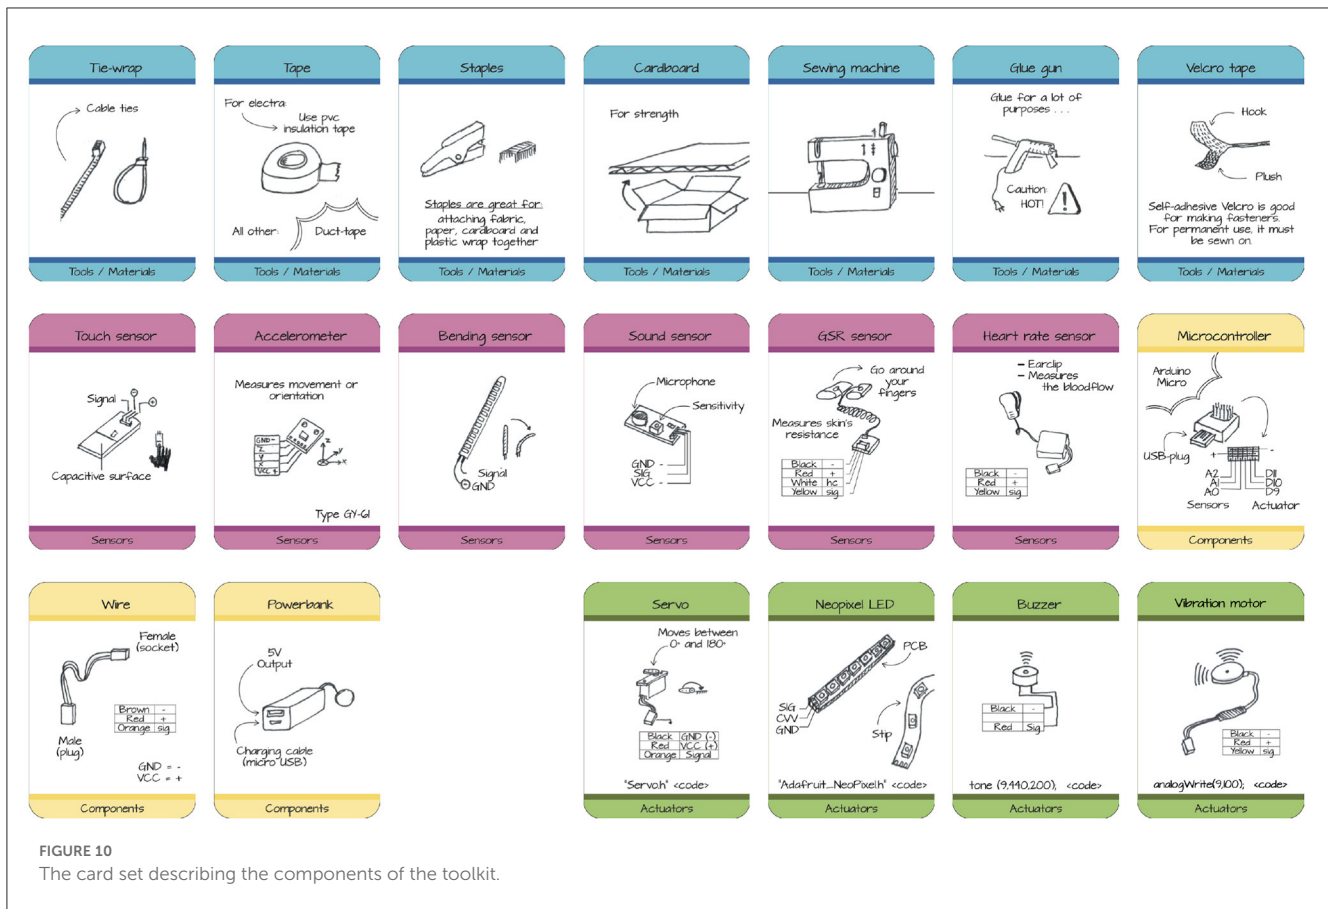 Tie-wrap
Cable ties
Tools / Materials
Tape
For electra:
Use pvc
insulation tape
All other:
Duct-tape
Tools / Materials
Staples
Staples are great for:
attaching fabric,
paper, cardboard and
plastic wrap together
Tools / Materials
Cardboard
For strength
Tools / Materials
Sewing machine
Tools / Materials
Glue gun
Glue for a lot of
purposes . . .
Caution:
HOT!
!
Tools / Materials
Velcro tape
Hook
Plush
Self-adhesive Velcro is good
for making fasteners.
For permanent use, it must
be sewn on.
Tools / Materials
Touch sensor
Signal
-
+
Capacitive surface
Sensors
Accelerometer
Measures movement or
orientation
GND -
Z
Y
X
VCC +
z
y
x
Type GY-61
Sensors
Bending sensor
Signal
- GND
Sensors
Sound sensor
Microphone
Sensitivity
GND -
SIG
VCC -
Sensors
GSR sensor
Go around
your
fingers
Measures skin's
resistance
Black -
Red +
White nc
Yellow sig
Sensors
Heart rate sensor
- Earclip
- Measures
the bloodflow
Black -
Red +
Yellow sig
Sensors
Microcontroller
Arduino
Micro
USB-plug
+ -
A2 D11
A1 D10
A0 D9
Sensors Actuator
Components
Wire
Female
(socket)
Brown -
Red +
Orange sig
Male
(plug)
GND = -
VCC = +
Components
Powerbank
5V
Output
Charging cable
(micro USB)
Components
Servo
Moves between
0° and 180°
Black GND (-)
Red VCC (+)
Orange Signal
"Servo.h" <code>
Actuators
Neopixel LED
PCB
SIG
CVV
GND
Stip
"Adafruit_NeoPixel.h" <code>
Actuators
Buzzer
Black -
Red Sig
tone (9,440,200); <code>
Actuators
Vibration motor
Black -
Red +
Yellow sig
analogWrite(9,100); <code>
Actuators
FIGURE 10
The card set describing the components of the toolkit.